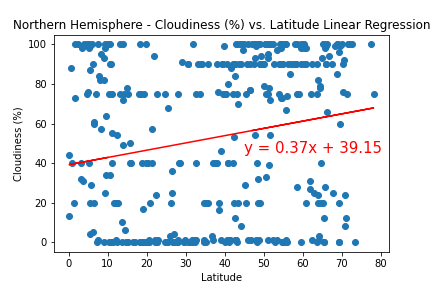 Northern Hemisphere - Cloudiness (%) vs. Latitude Linear Regression
100
80
60
40
20
0
Cloudiness (%)
y = 0.37x + 39.15
0 10 20 30 40 50 60 70 80
Latitude